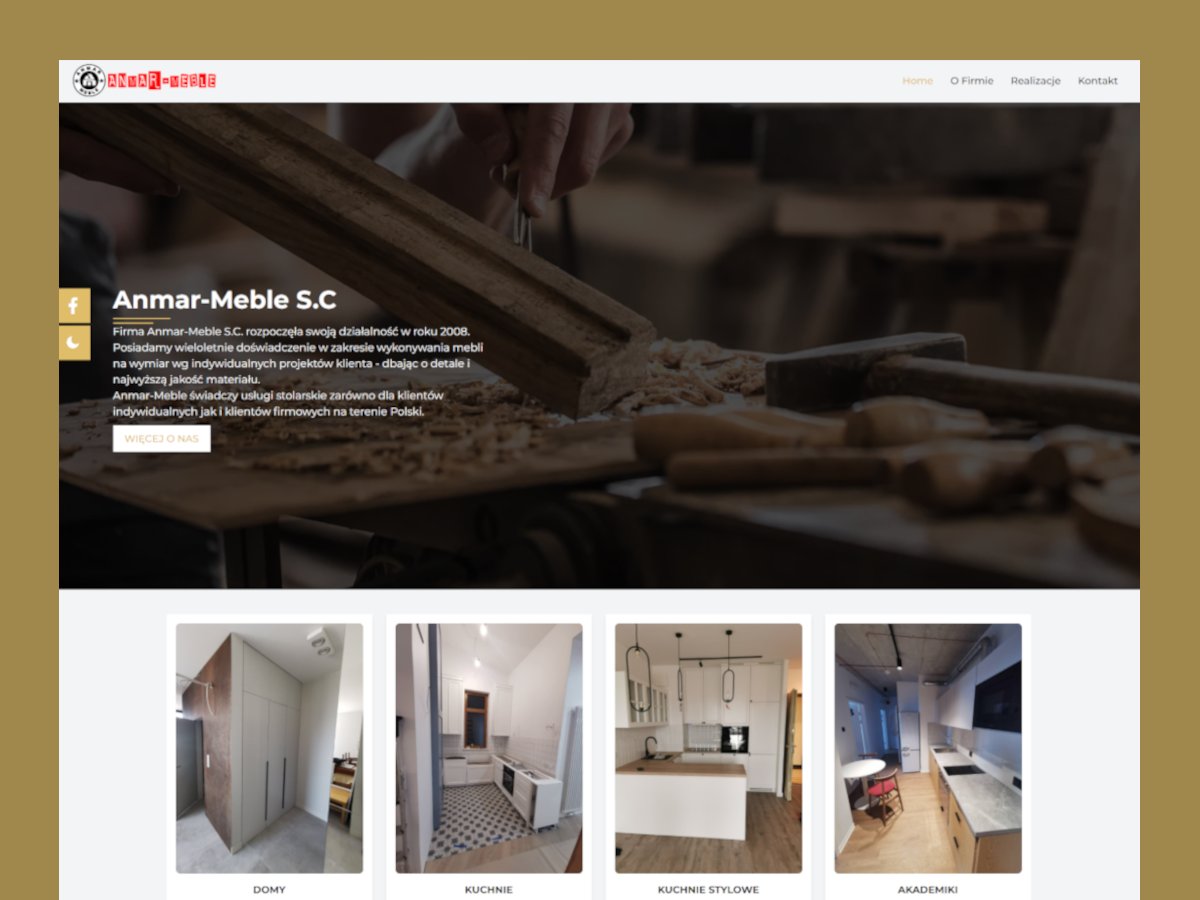 ANMAR
MEBLE
ANMAR-MEBLE
Home
O Firmie
Realizacje
Kontakt
Anmar-Meble S.C
Firma Anmar-Meble S.C. rozpoczęła swoją działalność w roku 2008.
Posiadamy wieloletnie doświadczenie w zakresie wykonywania mebli
na wymiar wg indywidualnych projektów klienta - dbając o detale i
najwyższą jakość materiału.
Anmar-Meble świadczy usługi stolarskie zarówno dla klientów
indywidualnych jak i klientów firmowych na terenie Polski.
WIĘCEJ O NAS
DOMY
KUCHNIE
KUCHNIE STYLOWE
AKADEMIKI